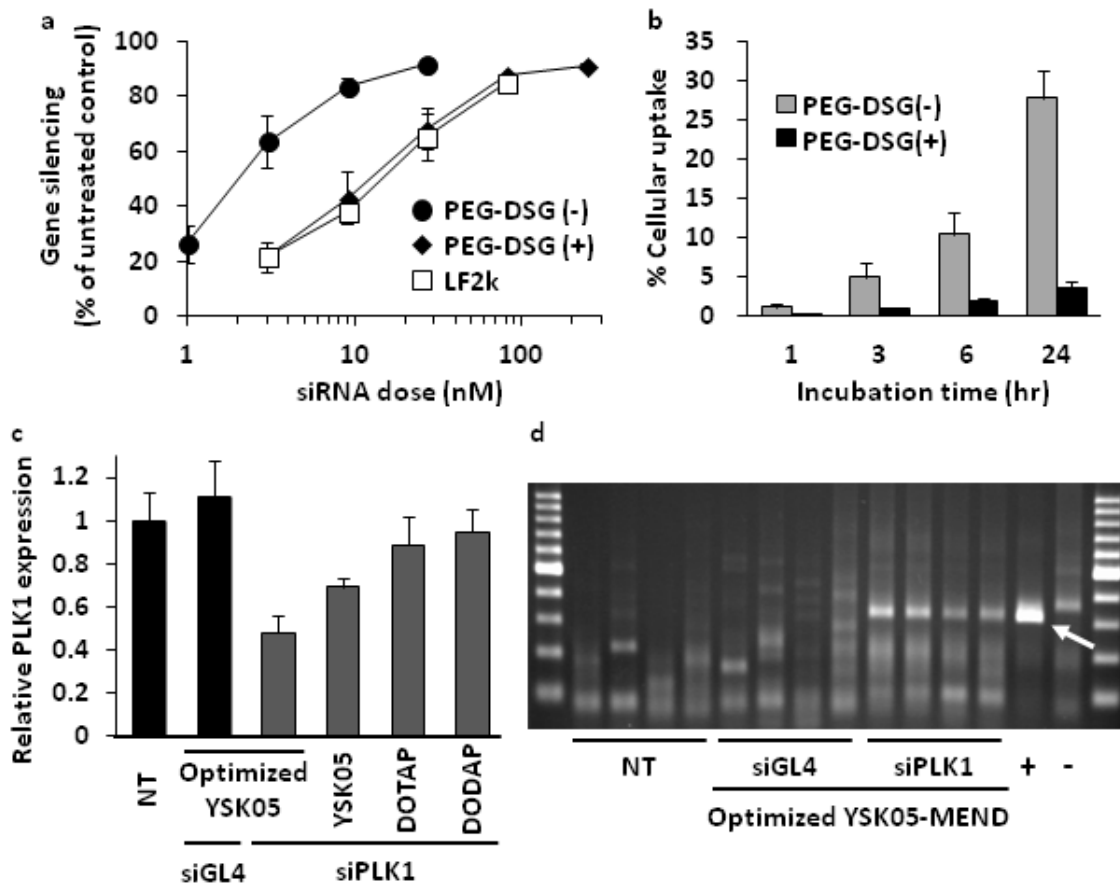 a
Gene silencing
(% of untreated control)
100
80
60
40
20
0
1
10
100
siRNA dose (nM)
PEG-DSG (-)
PEG-DSG (+)
LF2k
b
% Cellular uptake
35
30
25
20
15
10
5
0
PEG-DSG(-)
PEG-DSG(+)
1
3
6
24
Incubation time (hr)
c
Relative PLK1 expression
1.2
1
0.8
0.6
0.4
0.2
0
NT
Optimized
YSK05
YSK05
DOTAP
DODAP
siGL4
siPLK1
d
NT
siGL4
siPLK1
+
-
Optimized YSK05-MEND